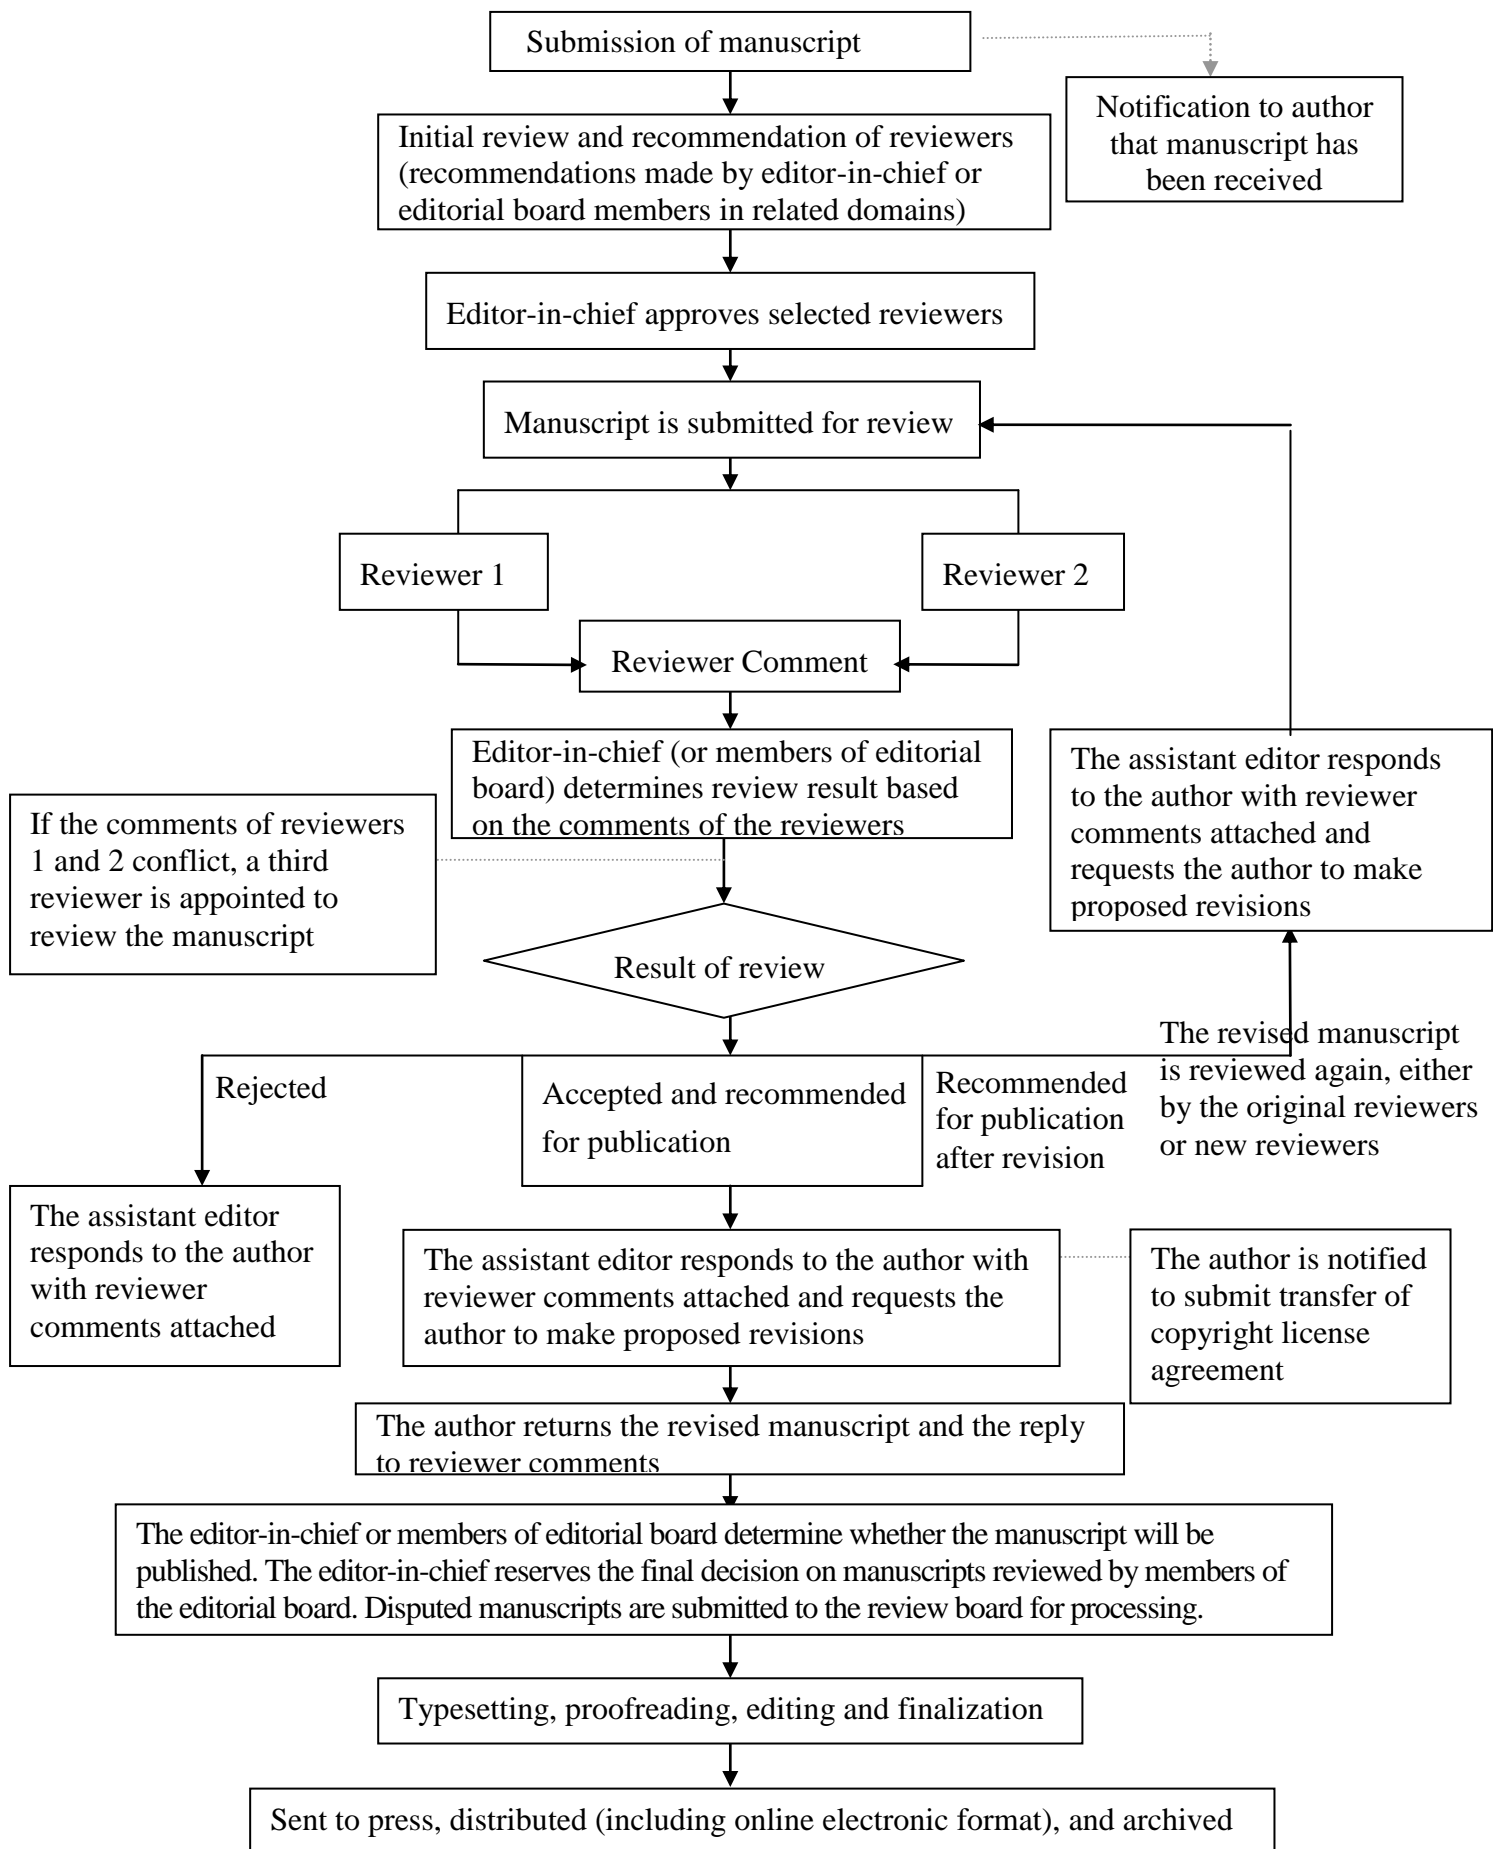 Submission of manuscript
Notification to author
that manuscript has
been received
Initial review and recommendation of reviewers
(recommendations made by editor-in-chief or
editorial board members in related domains)
Editor-in-chief approves selected reviewers
Manuscript is submitted for review
Reviewer 1
Reviewer 2
Reviewer Comment
Editor-in-chief (or members of editorial
board) determines review result based
on the comments of the reviewers
The assistant editor responds
to the author with reviewer
comments attached and
requests the author to make
proposed revisions
If the comments of reviewers
1 and 2 conflict, a third
reviewer is appointed to
review the manuscript
Result of review
The revised manuscript
is reviewed again, either
by the original reviewers
or new reviewers
Rejected
Accepted and recommended
for publication
Recommended
for publication
after revision
The assistant editor
responds to the author
with reviewer
comments attached
The assistant editor responds to the author with
reviewer comments attached and requests the
author to make proposed revisions
The author is notified
to submit transfer of
copyright license
agreement
The author returns the revised manuscript and the reply
to reviewer comments
The editor-in-chief or members of editorial board determine whether the manuscript will be
published. The editor-in-chief reserves the final decision on manuscripts reviewed by members of
the editorial board. Disputed manuscripts are submitted to the review board for processing.
Typesetting, proofreading, editing and finalization
Sent to press, distributed (including online electronic format), and archived